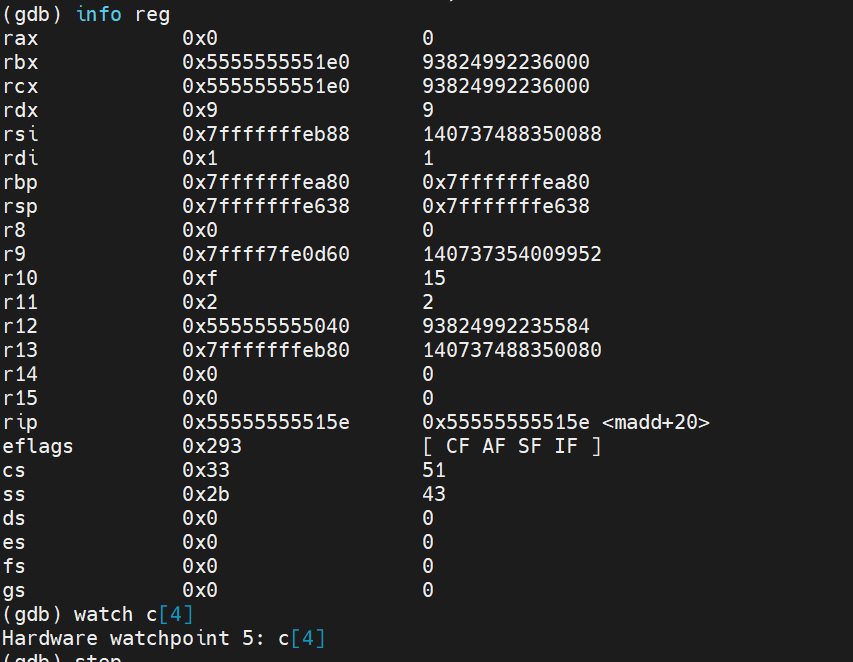 (gdb) info reg
rax 0x0 0
rbx 0x5555555551e0 93824992236000
rcx 0x5555555551e0 93824992236000
rdx 0x9 9
rsi 0x7fffffffeb88 140737488350088
rdi 0x1 1
rbp 0x7fffffffea80 0x7fffffffea80
rsp 0x7fffffffe638 0x7fffffffe638
r8 0x0 0
r9 0x7ffff7fe0d60 140737354009952
r10 0xf 15
r11 0x2 2
r12 0x555555555040 93824992235584
r13 0x7fffffffeb80 140737488350080
r14 0x0 0
r15 0x0 0
rip 0x55555555515e 0x55555555515e <madd+20>
eflags 0x293 [ CF AF SF IF ]
cs 0x33 51
ss 0x2b 43
ds 0x0 0
es 0x0 0
fs 0x0 0
gs 0x0 0
(gdb) watch c[4]
Hardware watchpoint 5: c[4]
(gdb) step